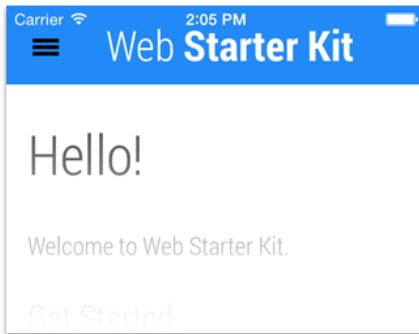 Carrier 2:05 PM
Web Starter Kit
Hello!
Welcome to Web Starter Kit.
Get Started